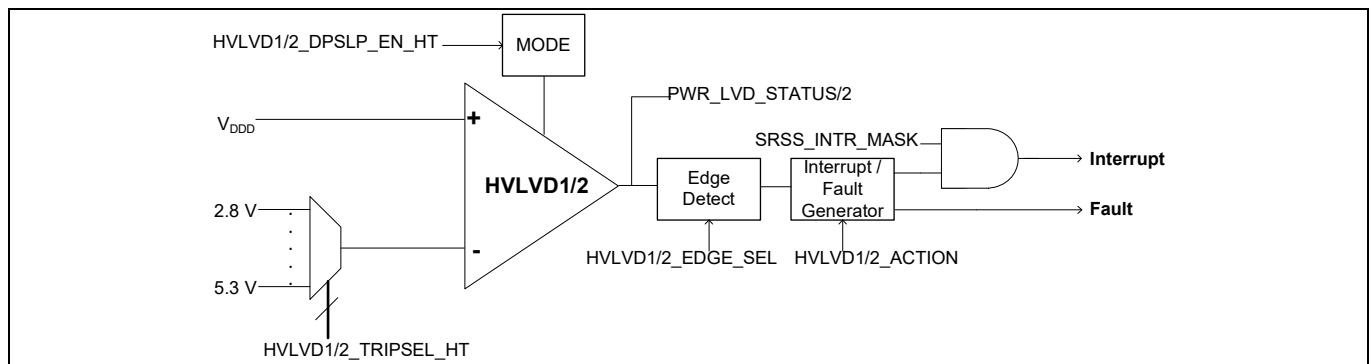 HVLVD1/2_DPSLP_EN_HT
MODE
PWR_LVD_STATUS/2
VDDD
+
SRSS_INTR_MASK
Interrupt
HVLVD1/2
Edge
Detect
Interrupt /
Fault
Generator
Fault
2.8 V
-
5.3 V
HVLVD1/2_EDGE_SEL
HVLVD1/2_ACTION
HVLVD1/2_TRIPSEL_HT